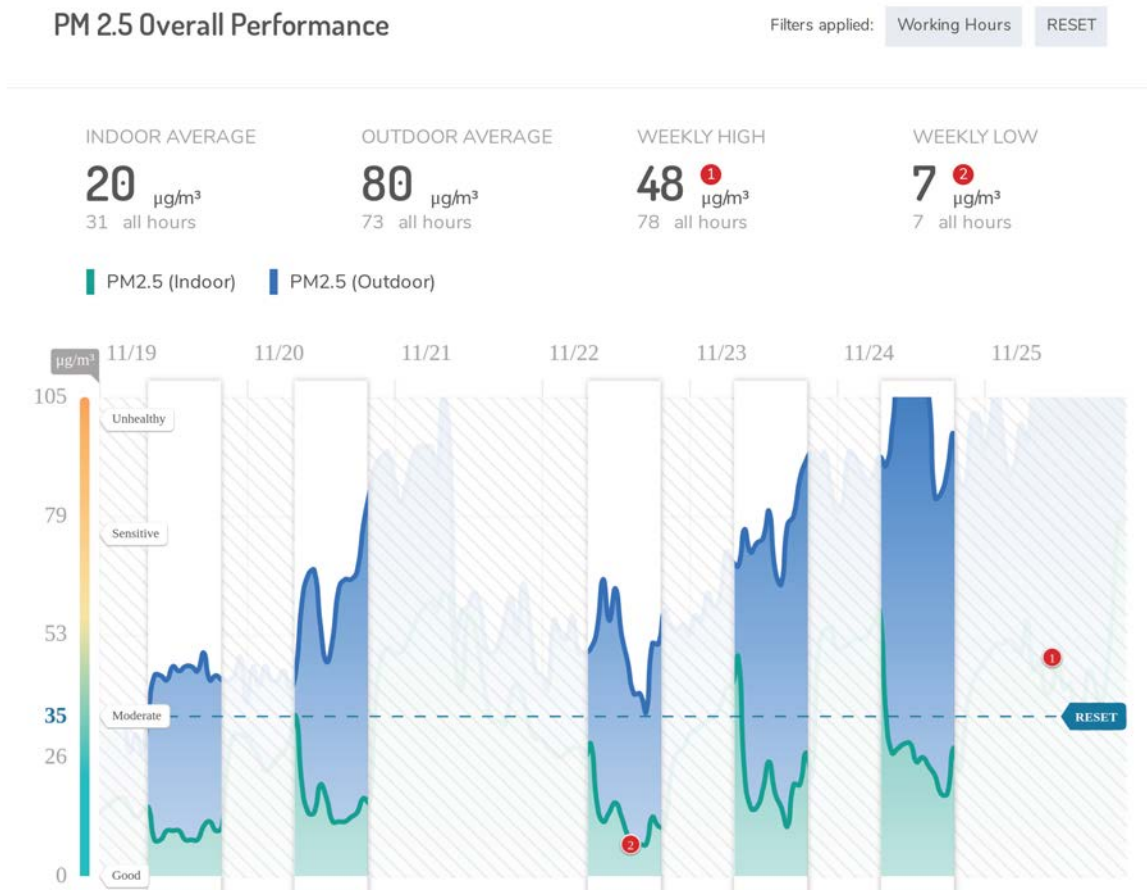 PM 2.5 Overall Performance
Filters applied: Working Hours RESET
INDOOR AVERAGE OUTDOOR AVERAGE WEEKLY HIGH WEEKLY LOW
20 µg/m³ 80 µg/m³ 48 1 µg/m³ 7 2 µg/m³
31 all hours 73 all hours 78 all hours 7 all hours
PM2.5 (Indoor) PM2.5 (Outdoor)
µg/m³ 11/19 11/20 11/21 11/22 11/23 11/24 11/25
105
Unhealthy
79
Sensitive
53
1
35 Moderate RESET
26
2
0 Good